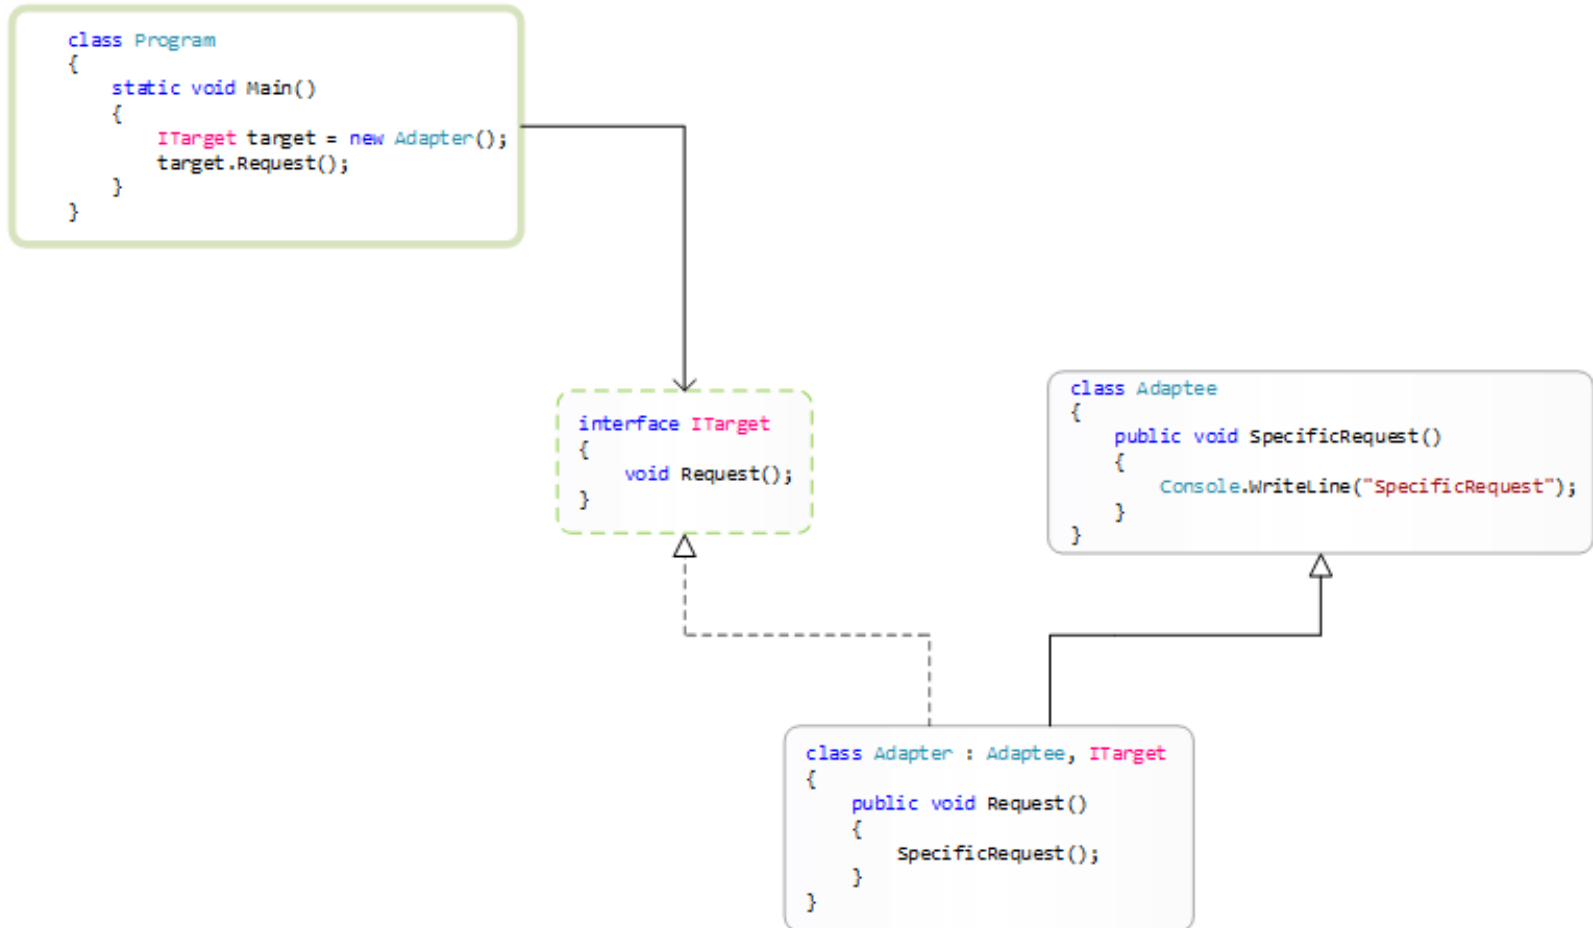 class Program
{
    static void Main()
    {
        ITarget target = new Adapter();
        target.Request();
    }
}
interface ITarget
{
    void Request();
}
class Adaptee
{
    public void SpecificRequest()
    {
        Console.WriteLine("SpecificRequest");
    }
}
class Adapter : Adaptee, ITarget
{
    public void Request()
    {
        SpecificRequest();
    }
}